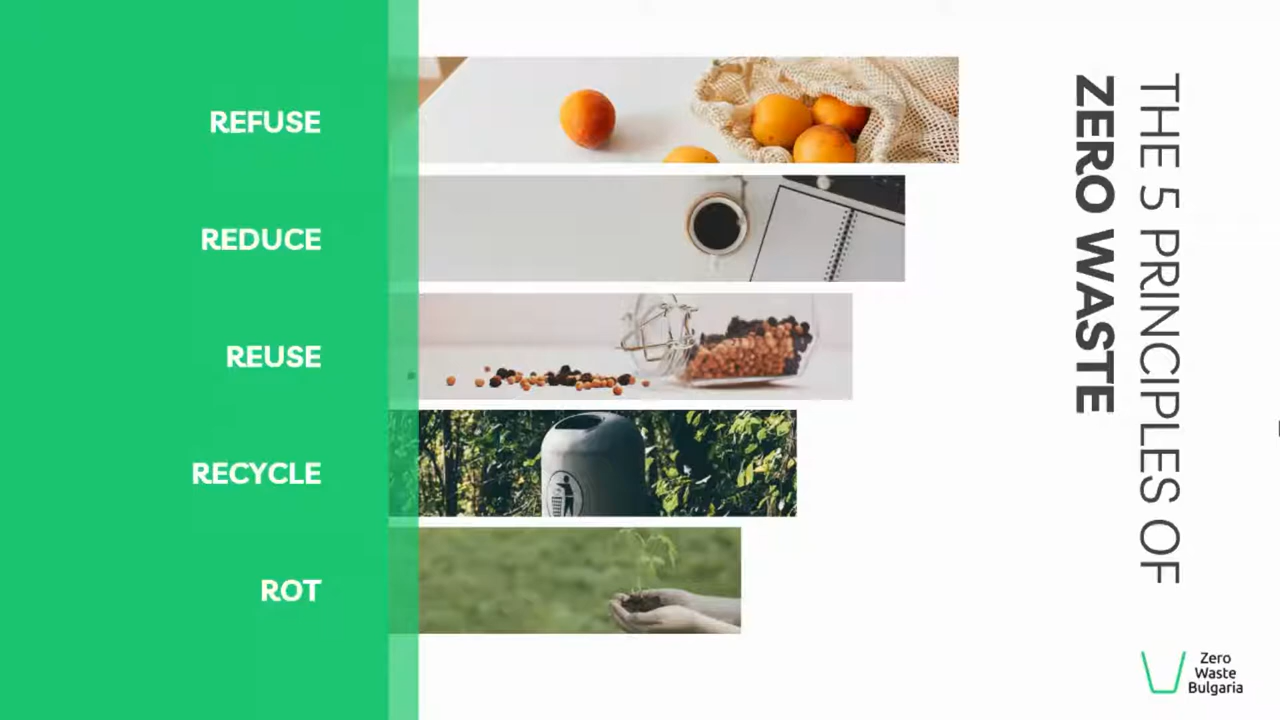 THE 5 PRINCIPLES OF
ZERO WASTE
REFUSE
REDUCE
REUSE
RECYCLE
ROT
Zero
Waste
Bulgaria